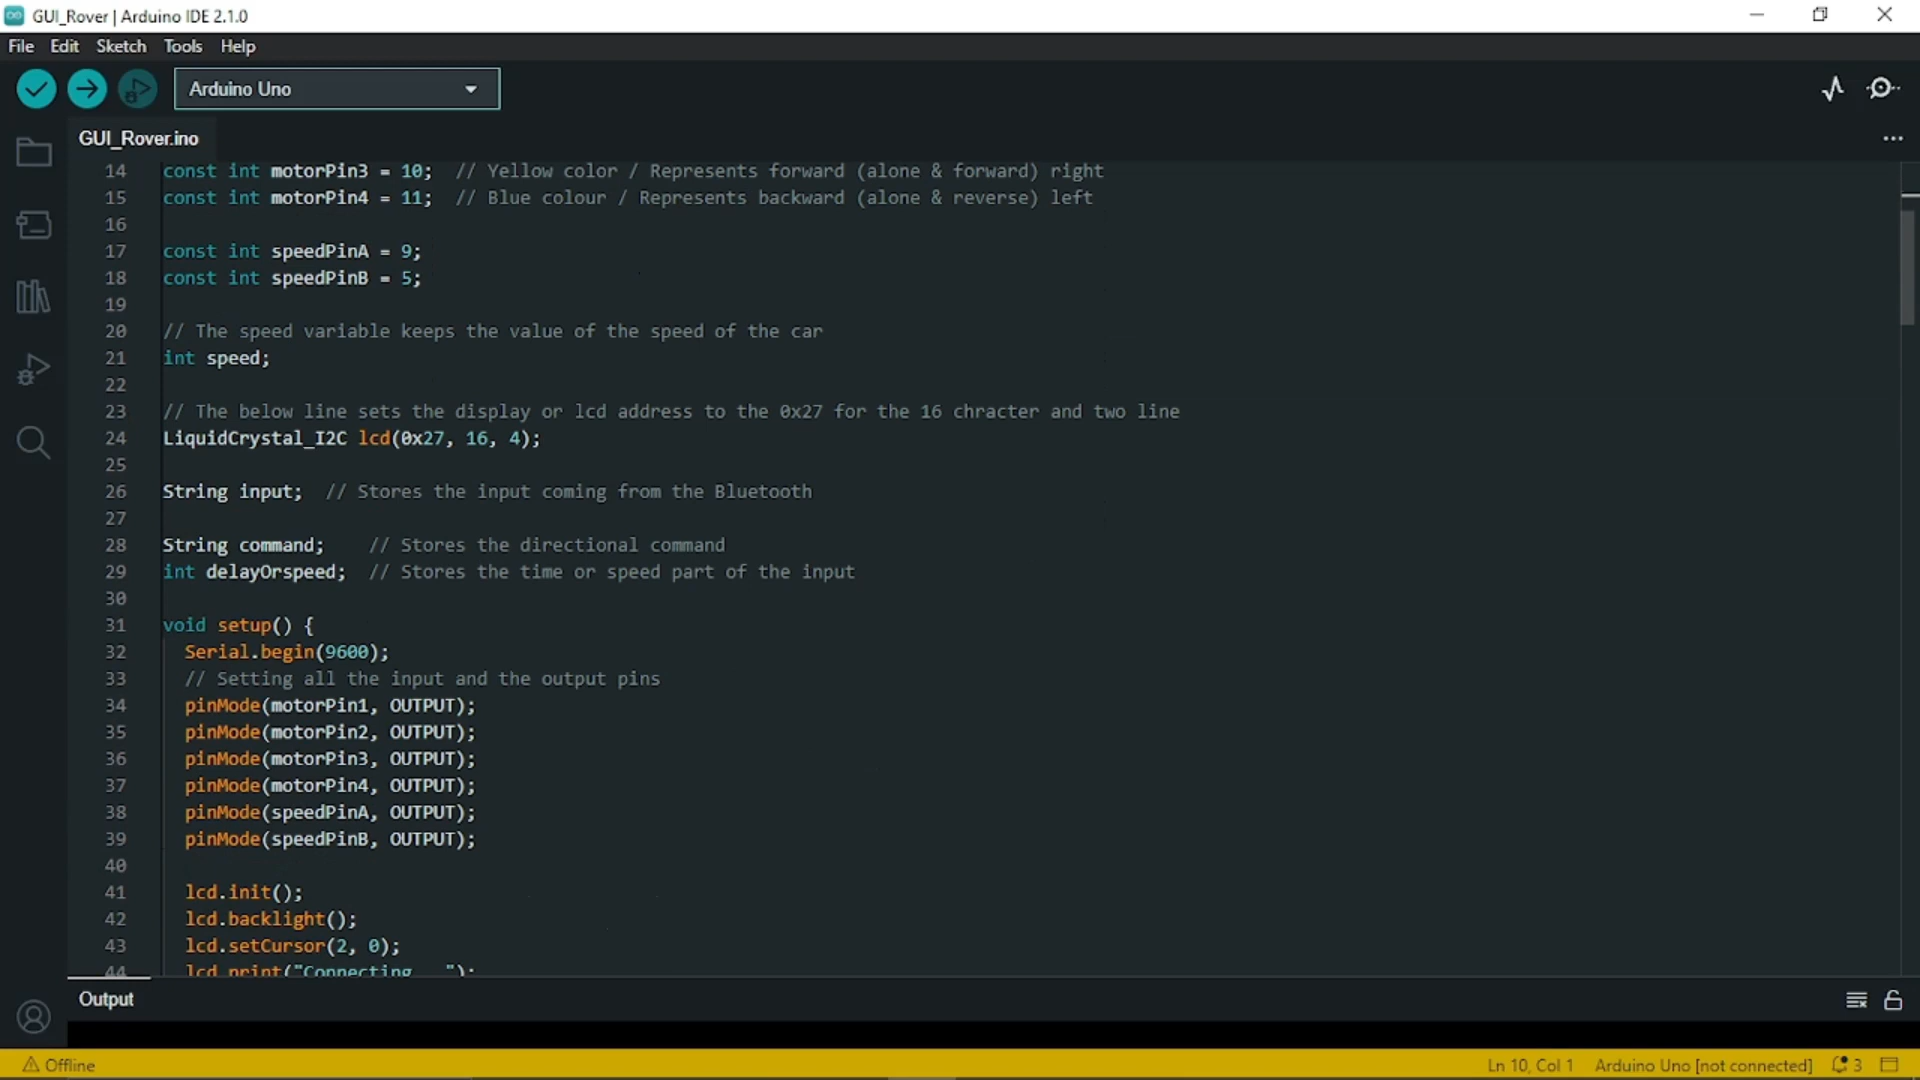 GUI_Rover | Arduino IDE 2.1.0
File Edit Sketch Tools Help
Arduino Uno
GUI_Rover.ino
14 const int motorPin3 = 10;  // Yellow color / Represents forward (alone & forward) right
15 const int motorPin4 = 11;  // Blue colour / Represents backward (alone & reverse) left
16
17 const int speedPinA = 9;
18 const int speedPinB = 5;
19
20 // The speed variable keeps the value of the speed of the car
21 int speed;
22
23 // The below line sets the display or lcd address to the 0x27 for the 16 chracter and two line
24 LiquidCrystal_I2C lcd(0x27, 16, 4);
25
26 String input;  // Stores the input coming from the Bluetooth
27
28 String command;    // Stores the directional command
29 int delayOrspeed;  // Stores the time or speed part of the input
30
31 void setup() {
32   Serial.begin(9600);
33   // Setting all the input and the output pins
34   pinMode(motorPin1, OUTPUT);
35   pinMode(motorPin2, OUTPUT);
36   pinMode(motorPin3, OUTPUT);
37   pinMode(motorPin4, OUTPUT);
38   pinMode(speedPinA, OUTPUT);
39   pinMode(speedPinB, OUTPUT);
40
41   lcd.init();
42   lcd.backlight();
43   lcd.setCursor(2, 0);
44   lcd.print("Connecting   ");
Output
Offline
Ln 10, Col 1 Arduino Uno [not connected] 3